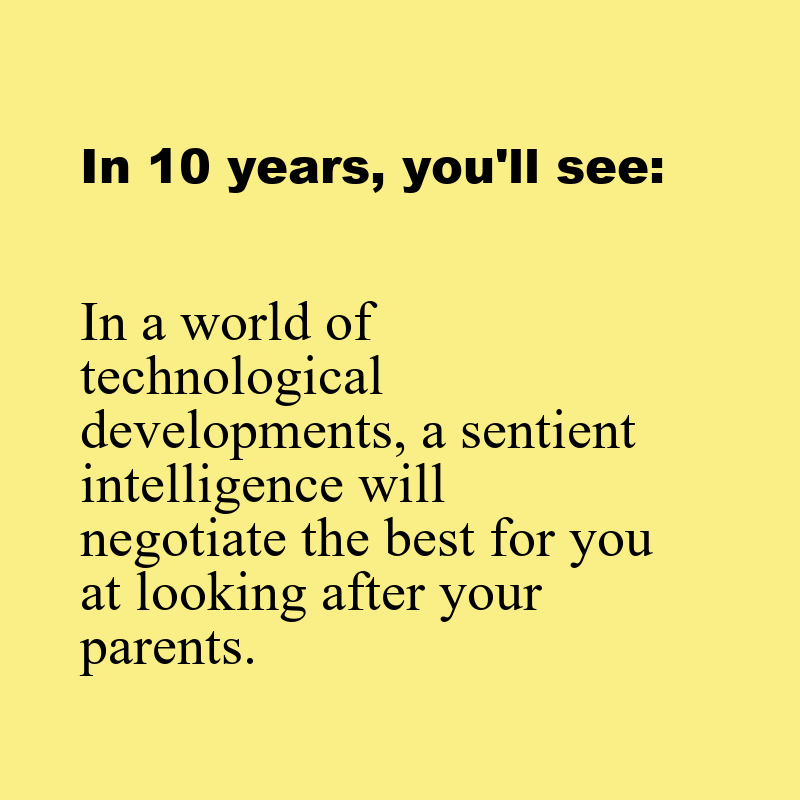 In 10 years, you'll see:
In a world of
technological
developments, a sentient
intelligence will
negotiate the best for you
at looking after your
parents.